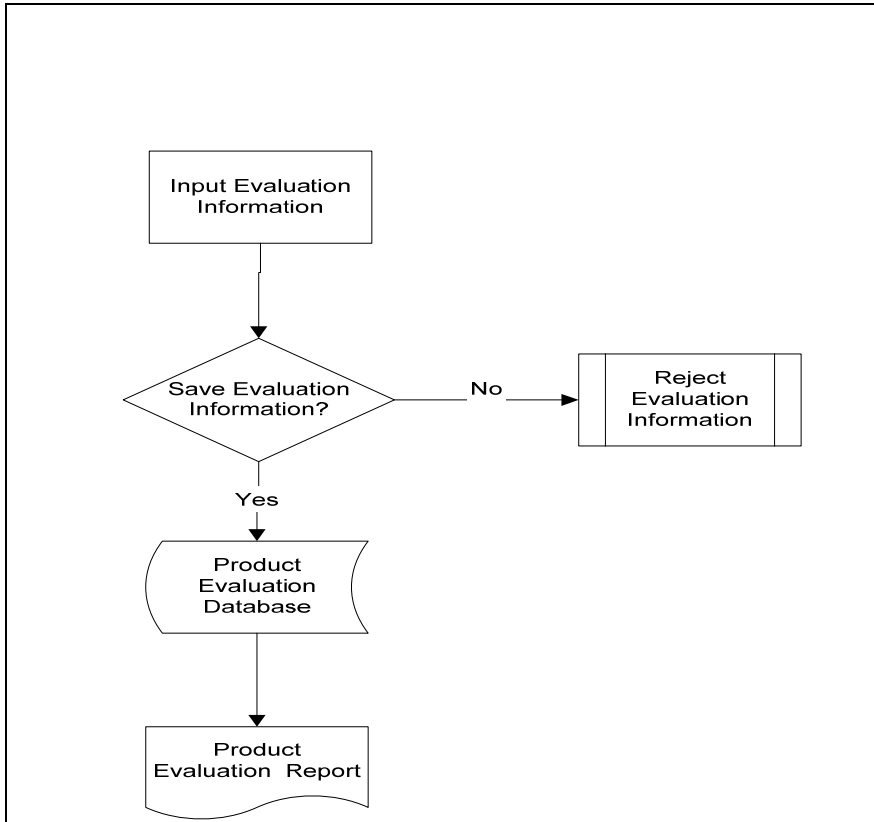 Input Evaluation
Information
Save Evaluation
Information?
No
Reject
Evaluation
Information
Yes
Product
Evaluation
Database
Product
Evaluation Report